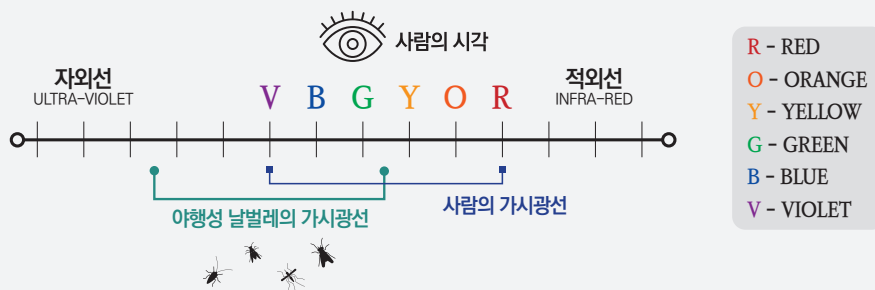 사람의 시각
자외선
ULTRA-VIOLET
V B G Y O R
적외선
INFRA-RED
야행성 날벌레의 가시광선
사람의 가시광선
R - RED
O - ORANGE
Y - YELLOW
G - GREEN
B - BLUE
V - VIOLET